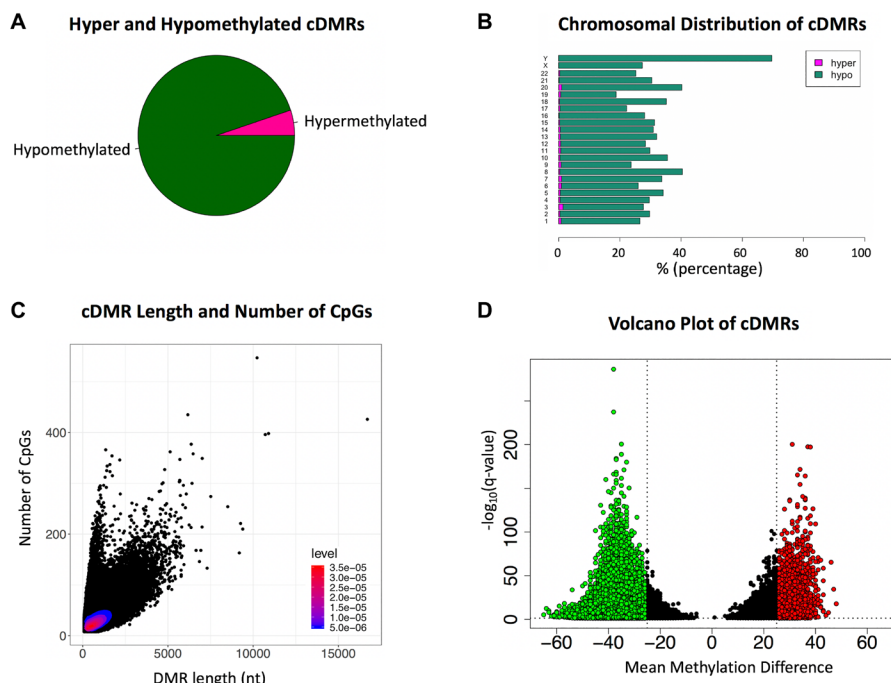 A
Hyper and Hypomethylated cDMRs
Hypermethylated
Hypomethylated
B
Chromosomal Distribution of cDMRs
hyper
hypo
Y
X
22
21
20
19
18
17
16
15
14
13
12
11
10
9
8
7
6
5
4
3
2
1
0
20
40
60
80
100
% (percentage)
C
cDMR Length and Number of CpGs
Number of CpGs
400
200
0
level
3.5e-05
3.0e-05
2.5e-05
2.0e-05
1.5e-05
1.0e-05
5.0e-06
0
5000
10000
15000
DMR length (nt)
D
Volcano Plot of cDMRs
-log10(q-value)
200
100
50
0
−60
−40
−20
0
20
40
60
Mean Methylation Difference